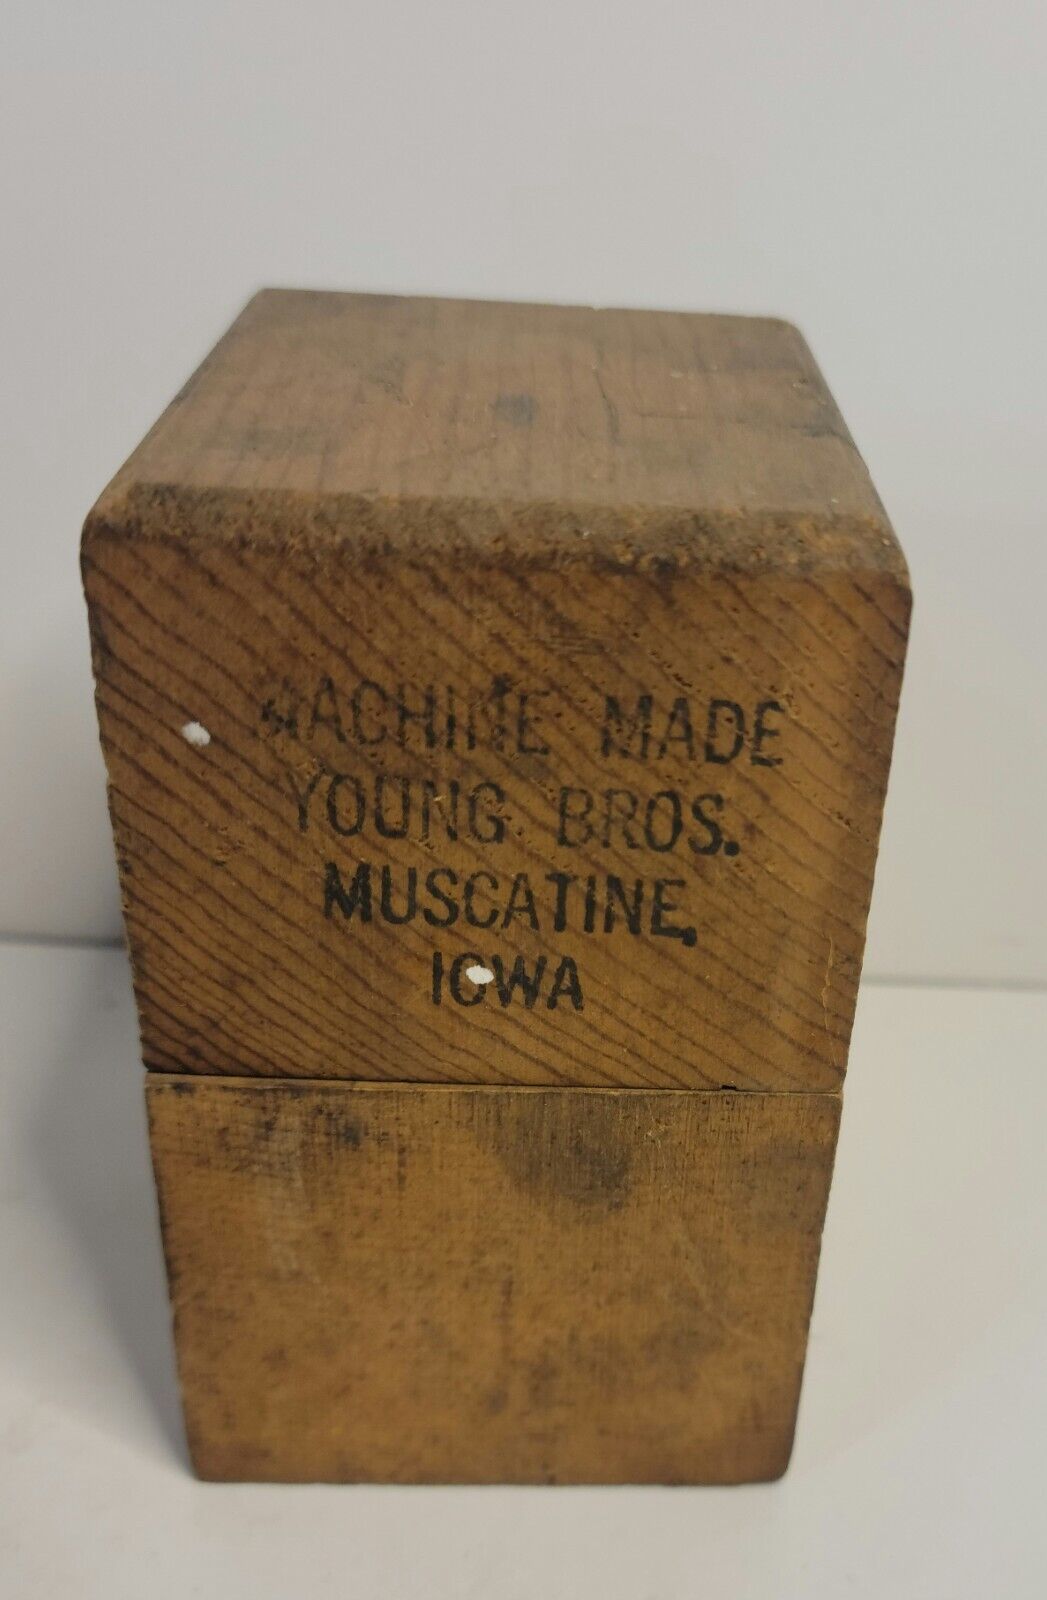 MACHINE MADE
YOUNG BROS.
MUSCATINE,
IOWA